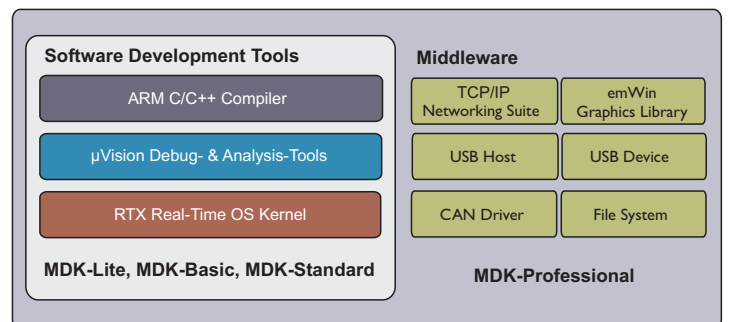 Software Development Tools
ARM C/C++ Compiler
µVision Debug- & Analysis-Tools
RTX Real-Time OS Kernel
MDK-Lite, MDK-Basic, MDK-Standard
Middleware
TCP/IP
Networking Suite
emWin
Graphics Library
USB Host
USB Device
CAN Driver
File System
MDK-Professional